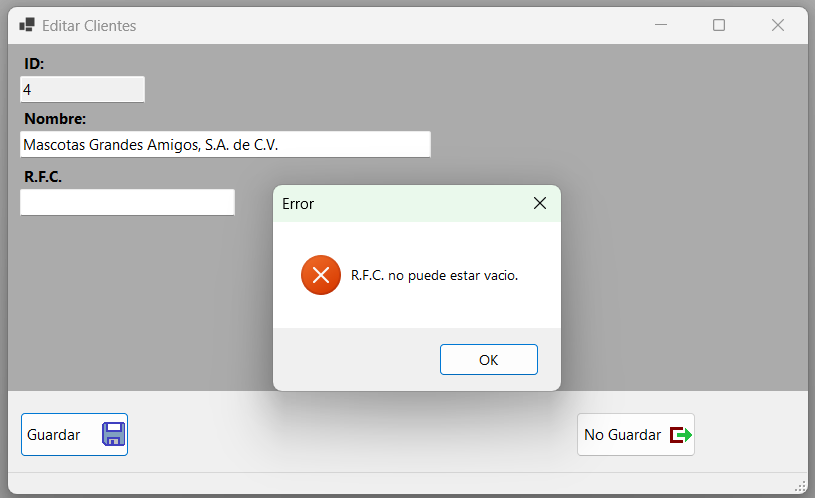 Editar Clientes
ID:
4
Nombre:
Mascotas Grandes Amigos, S.A. de C.V.
R.F.C.
Error
R.F.C. no puede estar vacio.
OK
Guardar
No Guardar